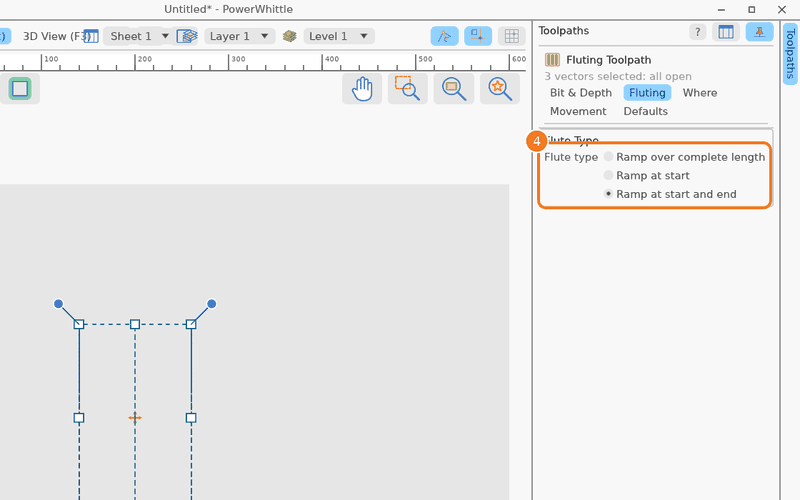 Untitled* - PowerWhittle
3D View (F3) Sheet 1 Layer 1 Level 1
100 200 300 400 500 600
Toolpaths
?
Toolpaths
Fluting Toolpath
3 vectors selected: all open
Bit & Depth Fluting Where
Movement Defaults
Flute Type
4
Flute type Ramp over complete length
Ramp at start
Ramp at start and end